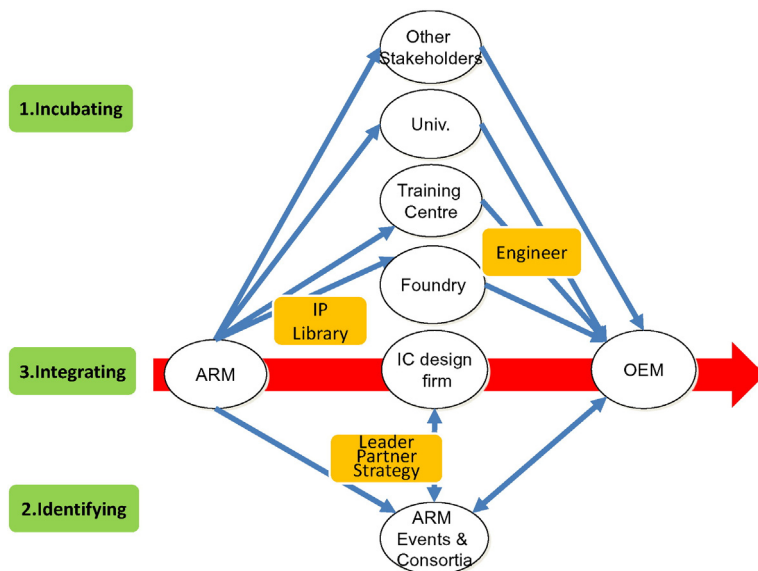 Other
Stakeholders
1.Incubating
Univ.
Training
Centre
Engineer
Foundry
IP
Library
3.Integrating
ARM
IC design
firm
OEM
Leader
Partner
Strategy
2.Identifying
ARM
Events &
Consortia